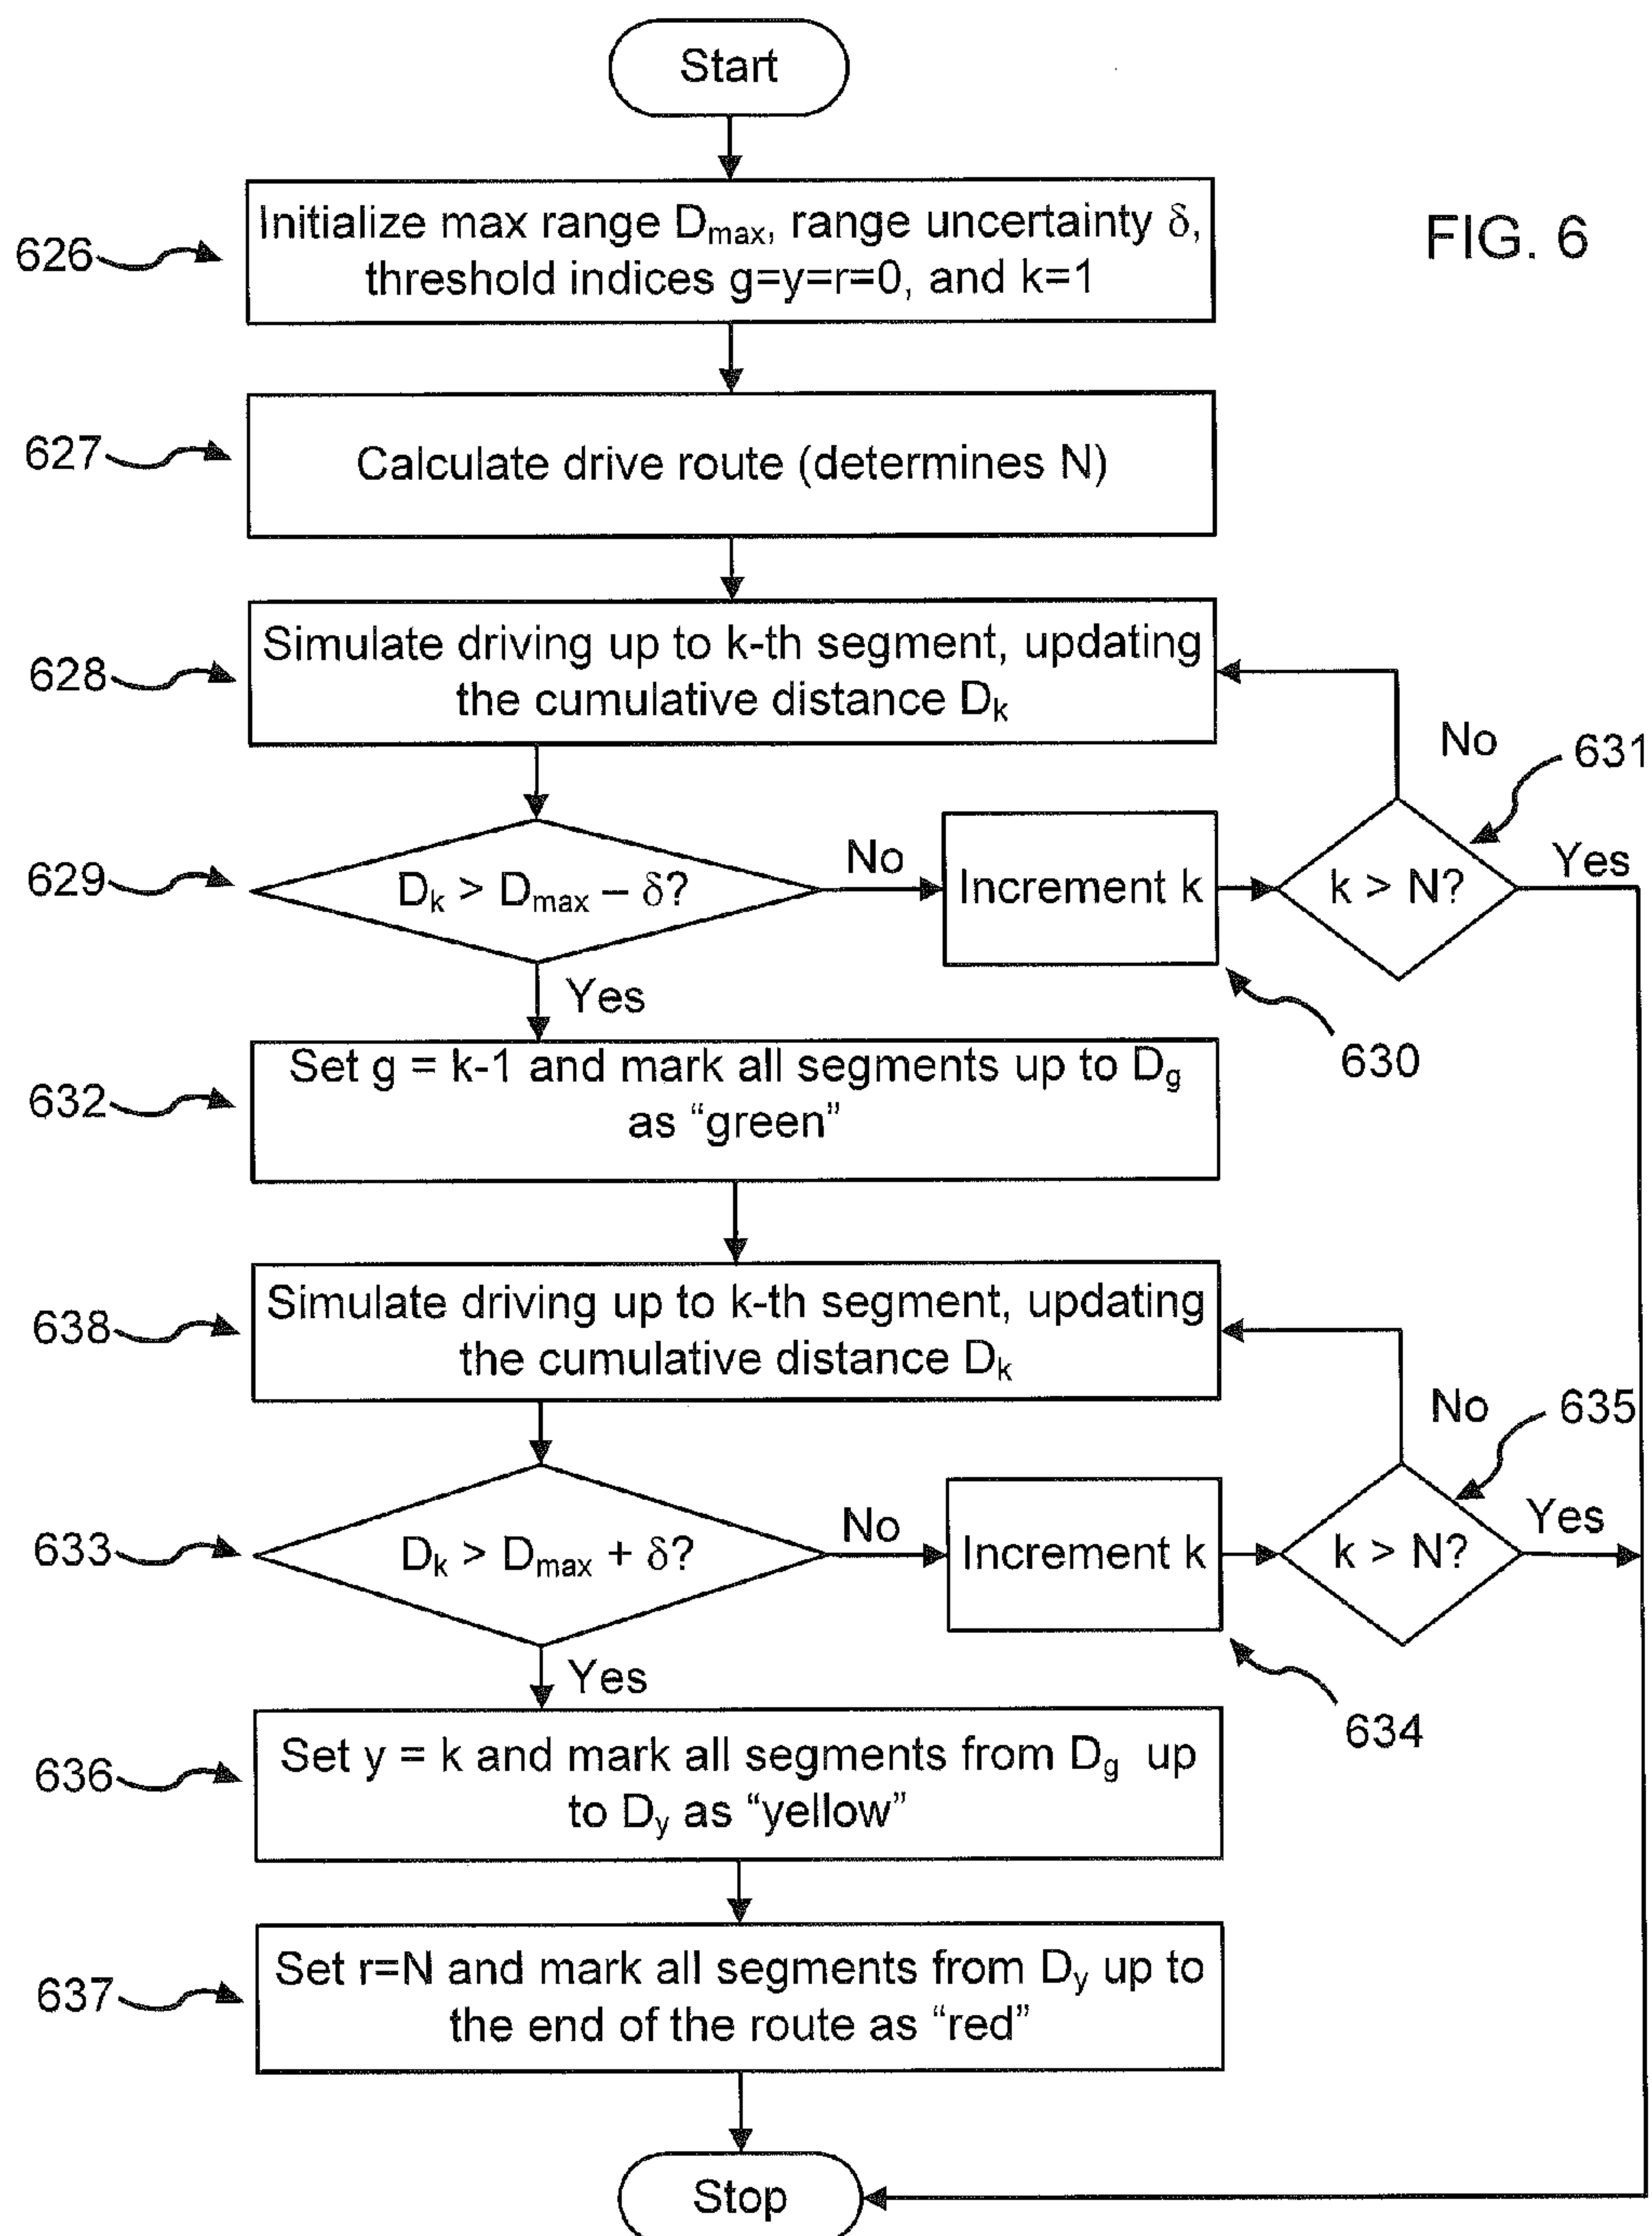 Start
FIG. 6
626
Initialize max range Dmax, range uncertainty δ,
threshold indices g=y=r=0, and k=1
627
Calculate drive route (determines N)
628
Simulate driving up to k-th segment, updating
the cumulative distance Dk
No
631
629
Dk > Dmax – δ?
No
Increment k
k > N?
Yes
Yes
630
632
Set g = k-1 and mark all segments up to Dg
as “green”
638
Simulate driving up to k-th segment, updating
the cumulative distance Dk
No
635
633
Dk > Dmax + δ?
No
Increment k
k > N?
Yes
Yes
634
636
Set y = k and mark all segments from Dg up
to Dy as “yellow”
637
Set r=N and mark all segments from Dy up to
the end of the route as “red”
Stop